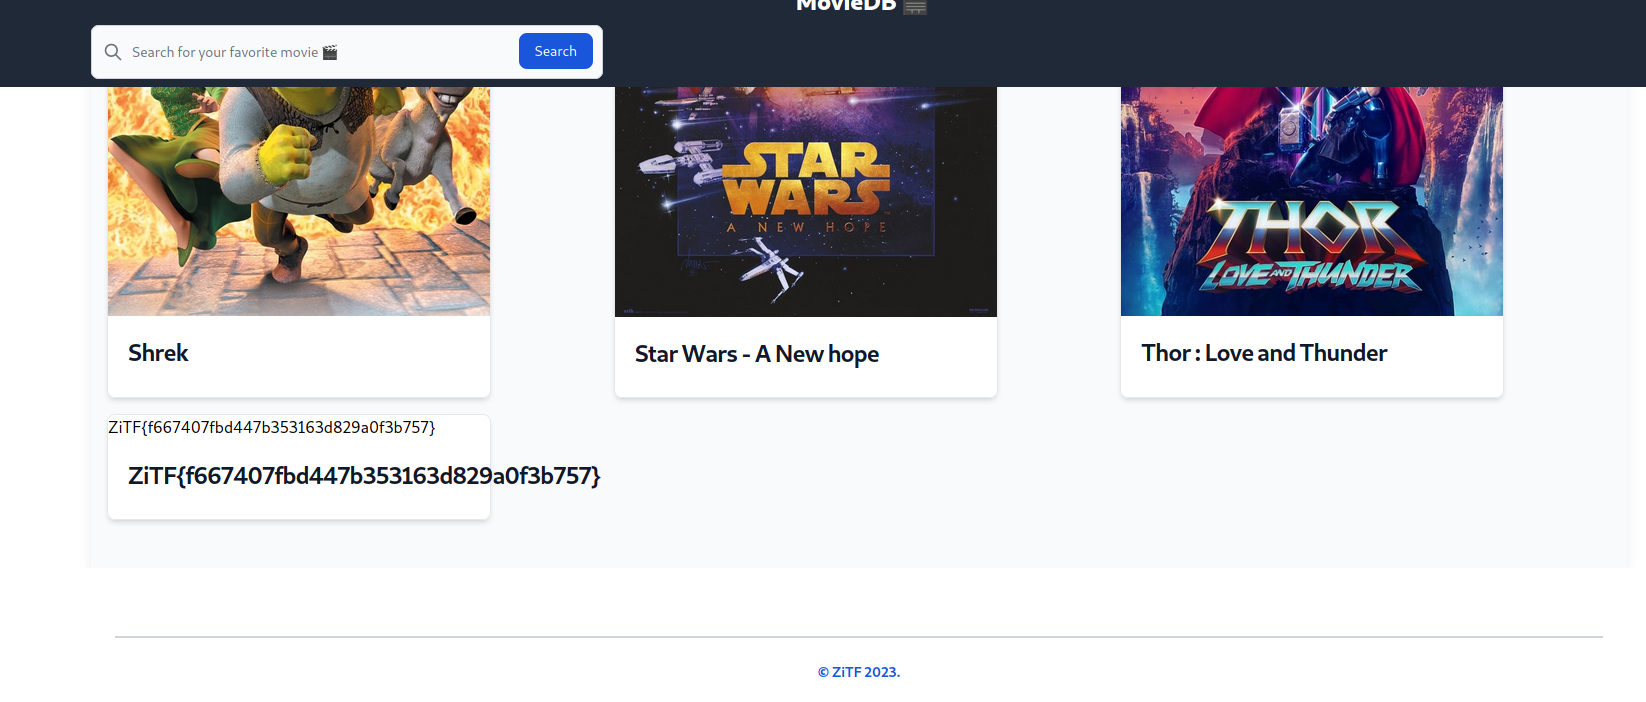 MovieDB
Search for your favorite movie 🎬
Search
STAR
WARS
A NEW HOPE
THOR
LOVE AND THUNDER
Shrek
Star Wars - A New hope
Thor : Love and Thunder
ZiTF{f667407fbd447b353163d829a0f3b757}
ZiTF{f667407fbd447b353163d829a0f3b757}
© ZiTF 2023.